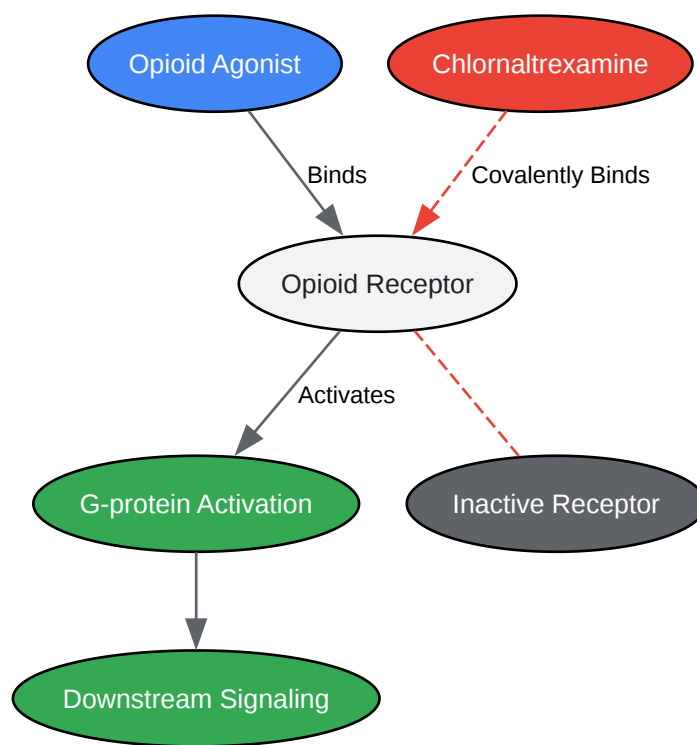 Opioid Agonist
Chlornaltrexamine
Binds
Covalently Binds
Opioid Receptor
Activates
G-protein Activation
Inactive Receptor
Downstream Signaling